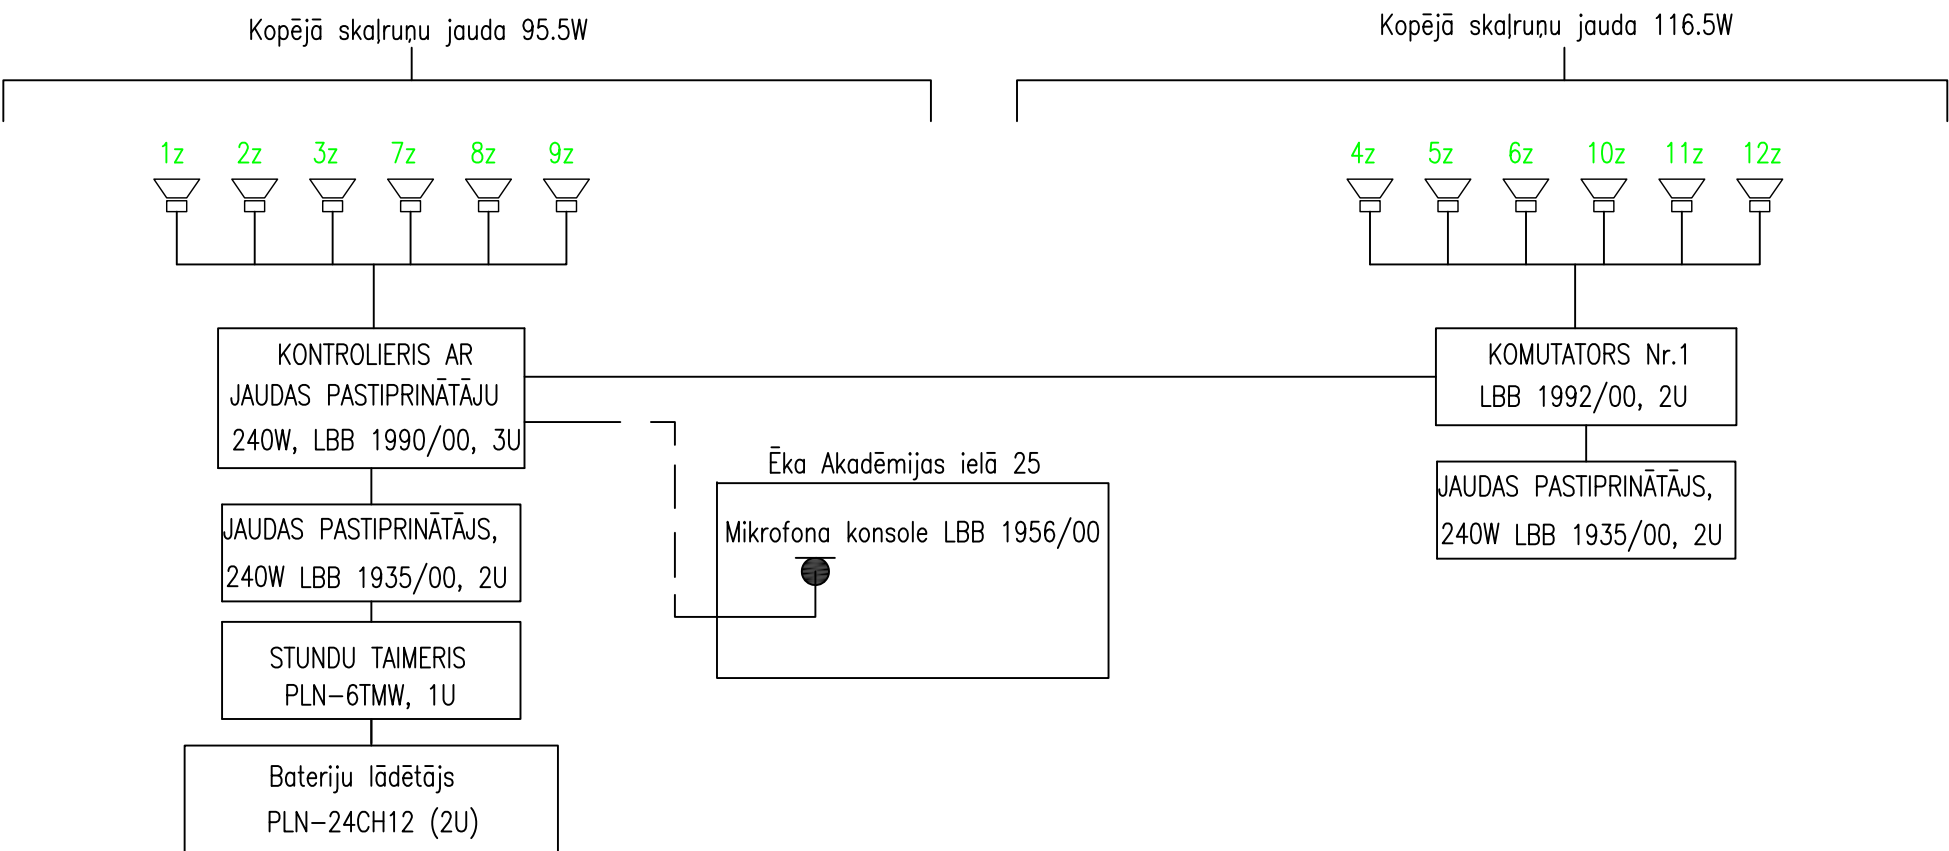 Kopējā skaļruņu jauda 95.5W
Kopējā skaļruņu jauda 116.5W
1z 2z 3z 7z 8z 9z
4z 5z 6z 10z 11z 12z
KONTROLIERIS AR
JAUDAS PASTIPRINĀTĀJU
240W, LBB 1990/00, 3U
KOMUTATORS Nr.1
LBB 1992/00, 2U
Ēka Akadēmijas ielā 25
Mikrofona konsole LBB 1956/00
JAUDAS PASTIPRINĀTĀJS,
240W LBB 1935/00, 2U
JAUDAS PASTIPRINĀTĀJS,
240W LBB 1935/00, 2U
STUNDU TAIMERIS
PLN-6TMW, 1U
Bateriju lādētājs
PLN-24CH12 (2U)